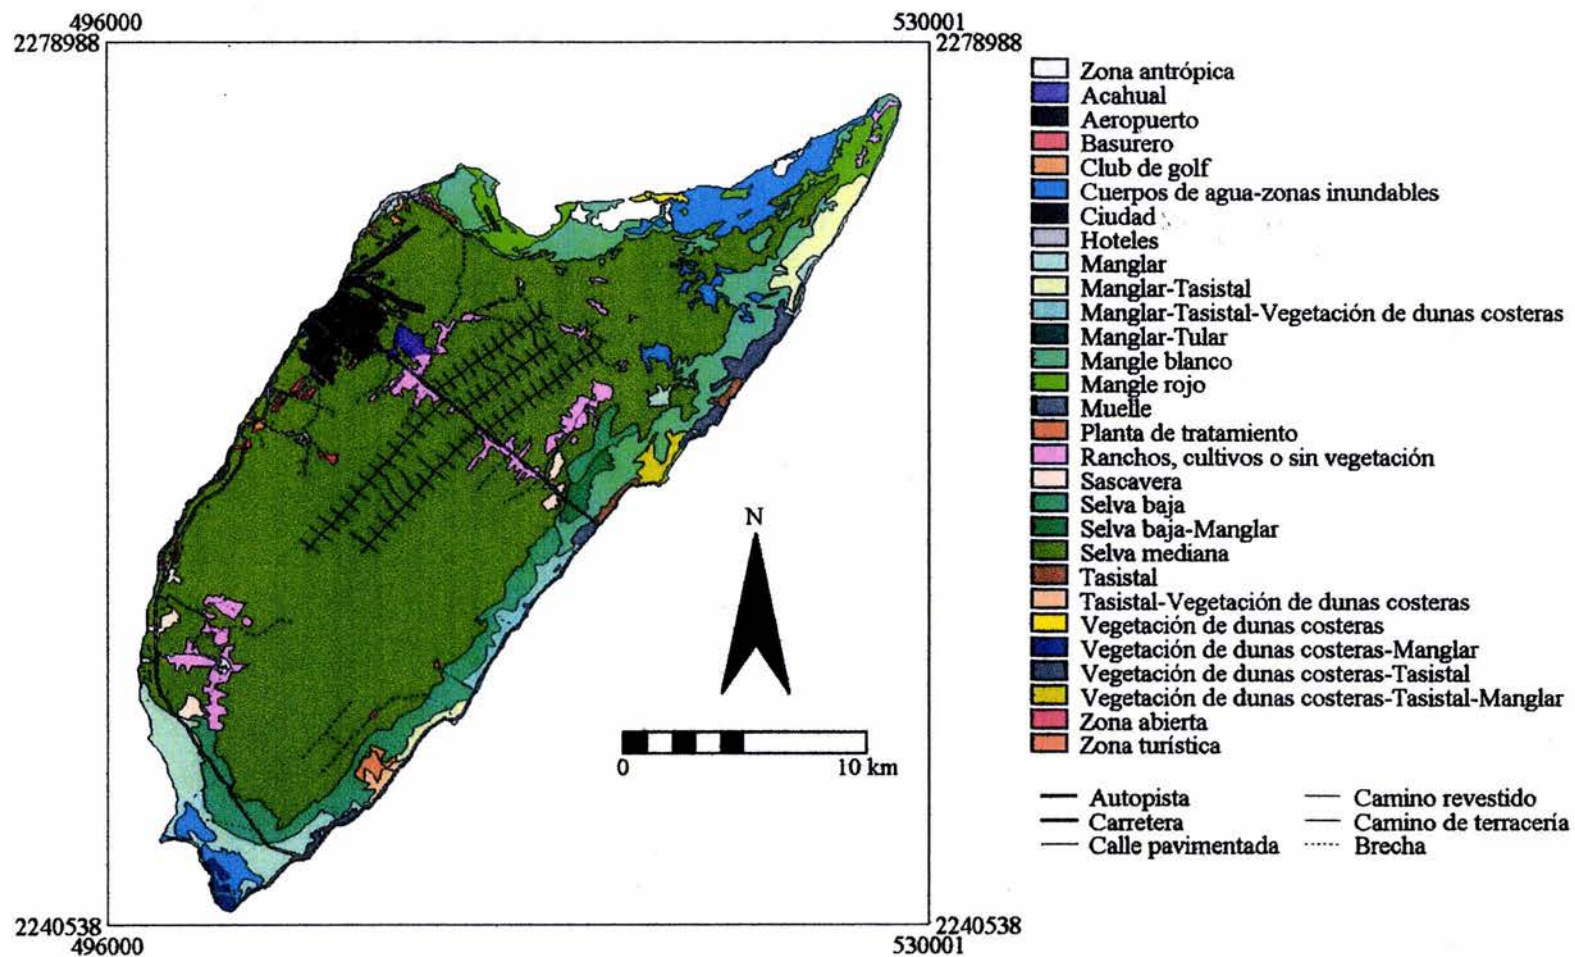 496000 530001
2278988 2278988
Zona antrópica
Acahual
Aeropuerto
Basurero
Club de golf
Cuerpos de agua-zonas inundables
Ciudad
Hoteles
Manglar
Manglar-Tasistal
Manglar-Tasistal-Vegetación de dunas costeras
Manglar-Tular
Mangle blanco
Mangle rojo
Muelle
Planta de tratamiento
Ranchos, cultivos o sin vegetación
Sascavera
Selva baja
Selva baja-Manglar
Selva mediana
Tasistal
Tasistal-Vegetación de dunas costeras
Vegetación de dunas costeras
Vegetación de dunas costeras-Manglar
Vegetación de dunas costeras-Tasistal
Vegetación de dunas costeras-Tasistal-Manglar
Zona abierta
Zona turística
N
0 10 km
Autopista Camino revestido
Carretera Camino de terracería
Calle pavimentada Brecha
2240538 2240538
496000 530001